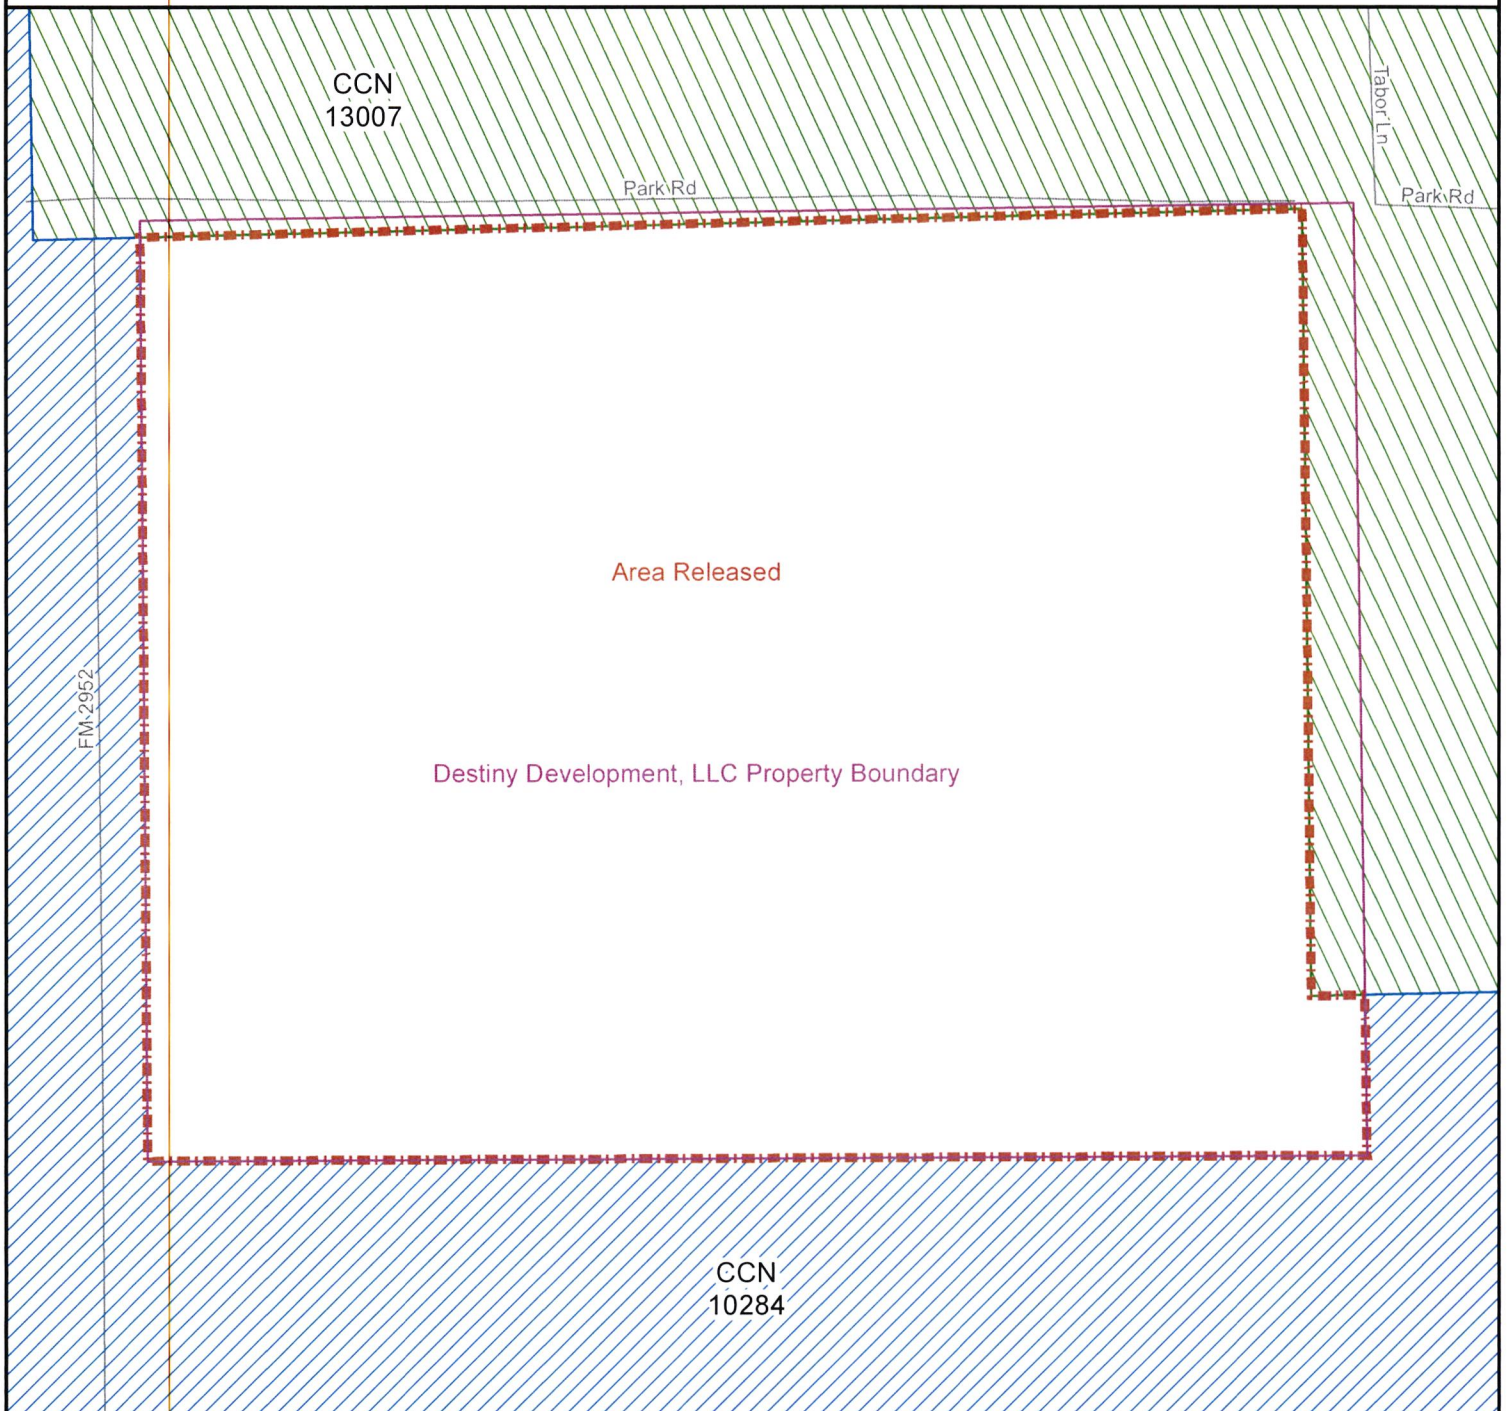 CCN
13007
Tabor Ln
Park Rd
Park Rd
Area Released
FM 2952
Destiny Development, LLC Property Boundary
CCN
10284